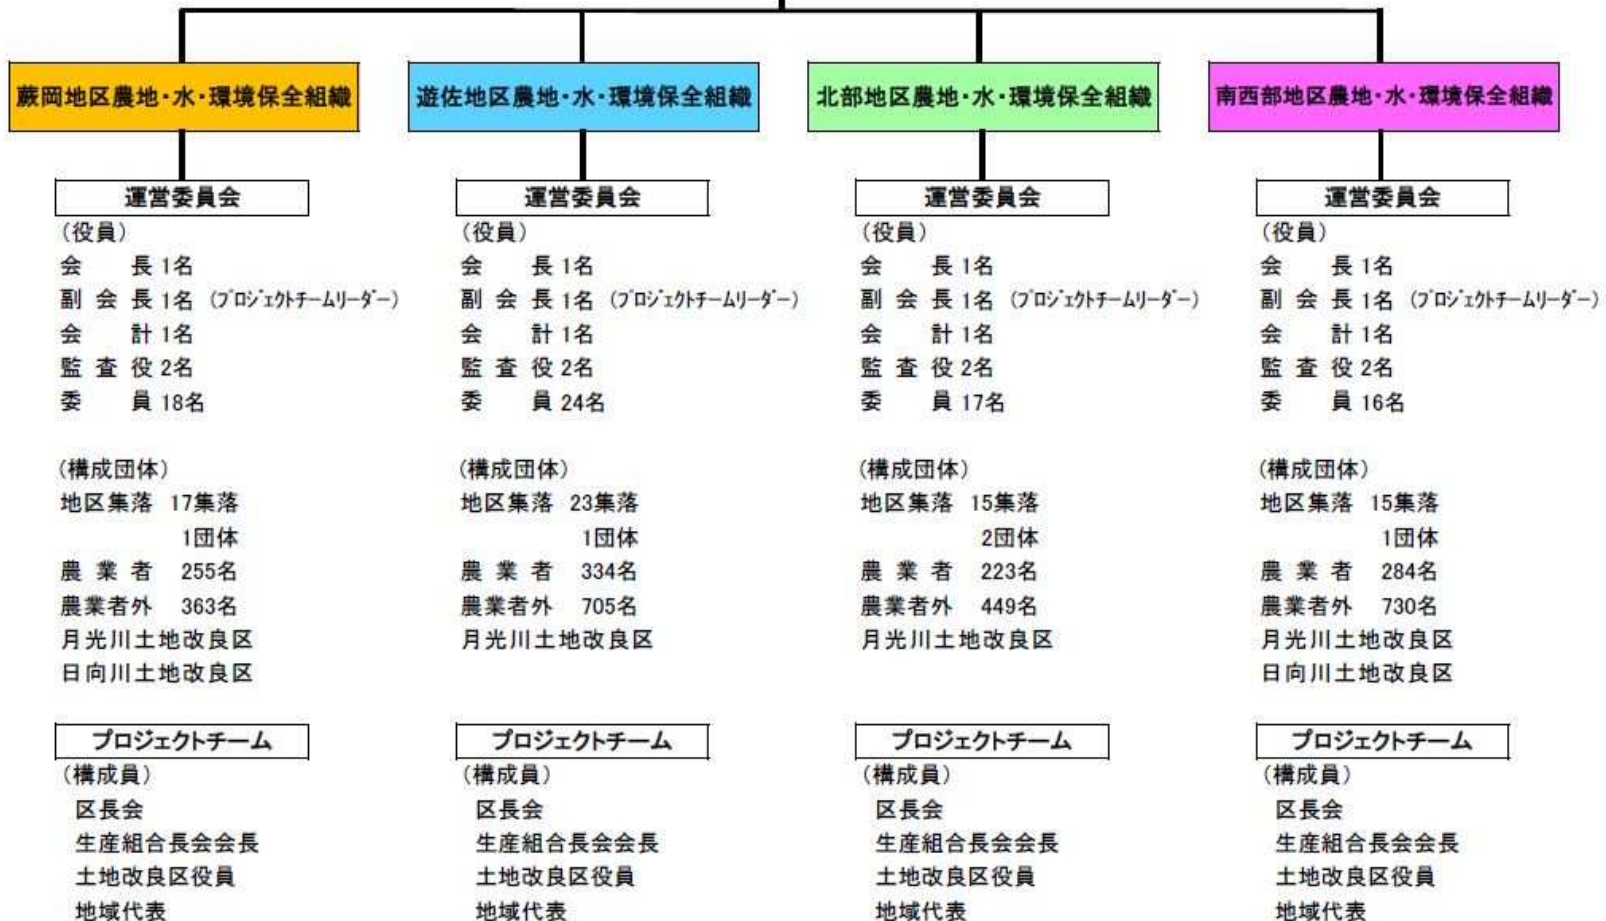 蕨岡地区農地・水・環境保全組織
運営委員会
（役員）
会　　長 1名
副 会 長 1名 （プロジェクトチームリーダー）
会　　計 1名
監 査 役 2名
委　　員 18名
（構成団体）
地区集落 17集落
1団体
農 業 者 255名
農業者外 363名
月光川土地改良区
日向川土地改良区
プロジェクトチーム
（構成員）
区長会
生産組合長会会長
土地改良区役員
地域代表
遊佐地区農地・水・環境保全組織
運営委員会
（役員）
会　　長 1名
副 会 長 1名 （プロジェクトチームリーダー）
会　　計 1名
監 査 役 2名
委　　員 24名
（構成団体）
地区集落 23集落
1団体
農 業 者 334名
農業者外 705名
月光川土地改良区
プロジェクトチーム
（構成員）
区長会
生産組合長会会長
土地改良区役員
地域代表
北部地区農地・水・環境保全組織
運営委員会
（役員）
会　　長 1名
副 会 長 1名 （プロジェクトチームリーダー）
会　　計 1名
監 査 役 2名
委　　員 17名
（構成団体）
地区集落 15集落
2団体
農 業 者 223名
農業者外 449名
月光川土地改良区
プロジェクトチーム
（構成員）
区長会
生産組合長会会長
土地改良区役員
地域代表
南西部地区農地・水・環境保全組織
運営委員会
（役員）
会　　長 1名
副 会 長 1名 （プロジェクトチームリーダー）
会　　計 1名
監 査 役 2名
委　　員 16名
（構成団体）
地区集落 15集落
1団体
農 業 者 284名
農業者外 730名
月光川土地改良区
日向川土地改良区
プロジェクトチーム
（構成員）
区長会
生産組合長会会長
土地改良区役員
地域代表